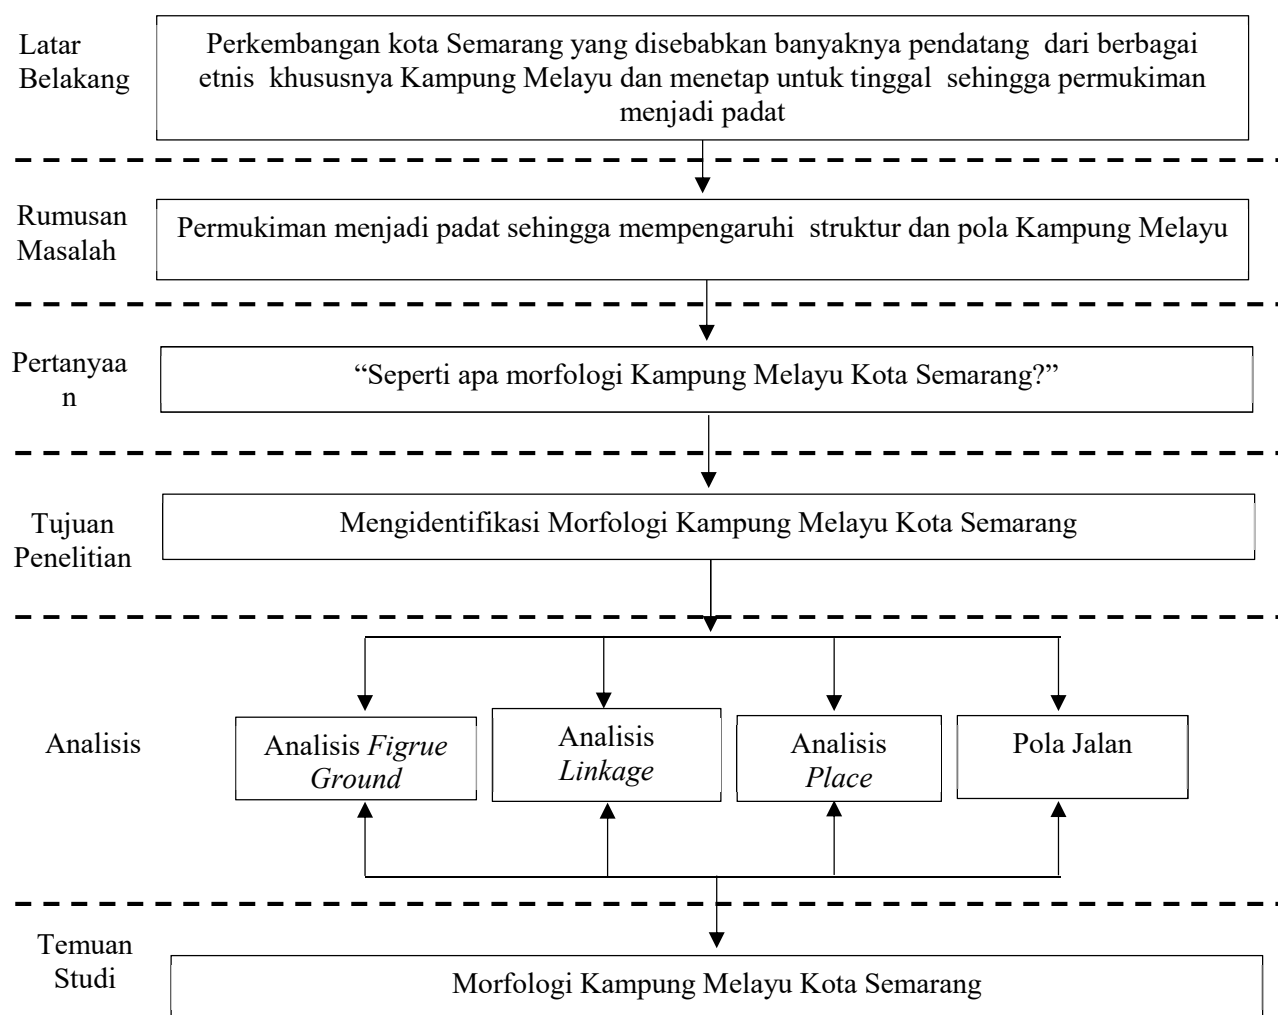 Latar
Belakang
Perkembangan kota Semarang yang disebabkan banyaknya pendatang dari berbagai
etnis khususnya Kampung Melayu dan menetap untuk tinggal sehingga permukiman
menjadi padat
Rumusan
Masalah
Permukiman menjadi padat sehingga mempengaruhi struktur dan pola Kampung Melayu
Pertanyaa
n
“Seperti apa morfologi Kampung Melayu Kota Semarang?”
Tujuan
Penelitian
Mengidentifikasi Morfologi Kampung Melayu Kota Semarang
Analisis
Analisis Figrue
Ground
Analisis
Linkage
Analisis
Place
Pola Jalan
Temuan
Studi
Morfologi Kampung Melayu Kota Semarang